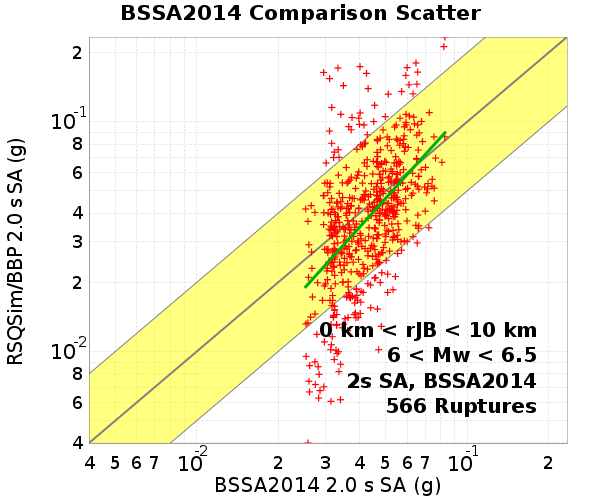 BSSA2014 Comparison Scatter
RSQSim/BBP 2.0 s SA (g)
2
10-1
8
6
4
3
2
10-2
8
6
4
0 km < rJB < 10 km
6 < Mw < 6.5
2s SA, BSSA2014
566 Ruptures
4 5 6 7 10-2 2 3 4 5 6 7 10-1 2
BSSA2014 2.0 s SA (g)